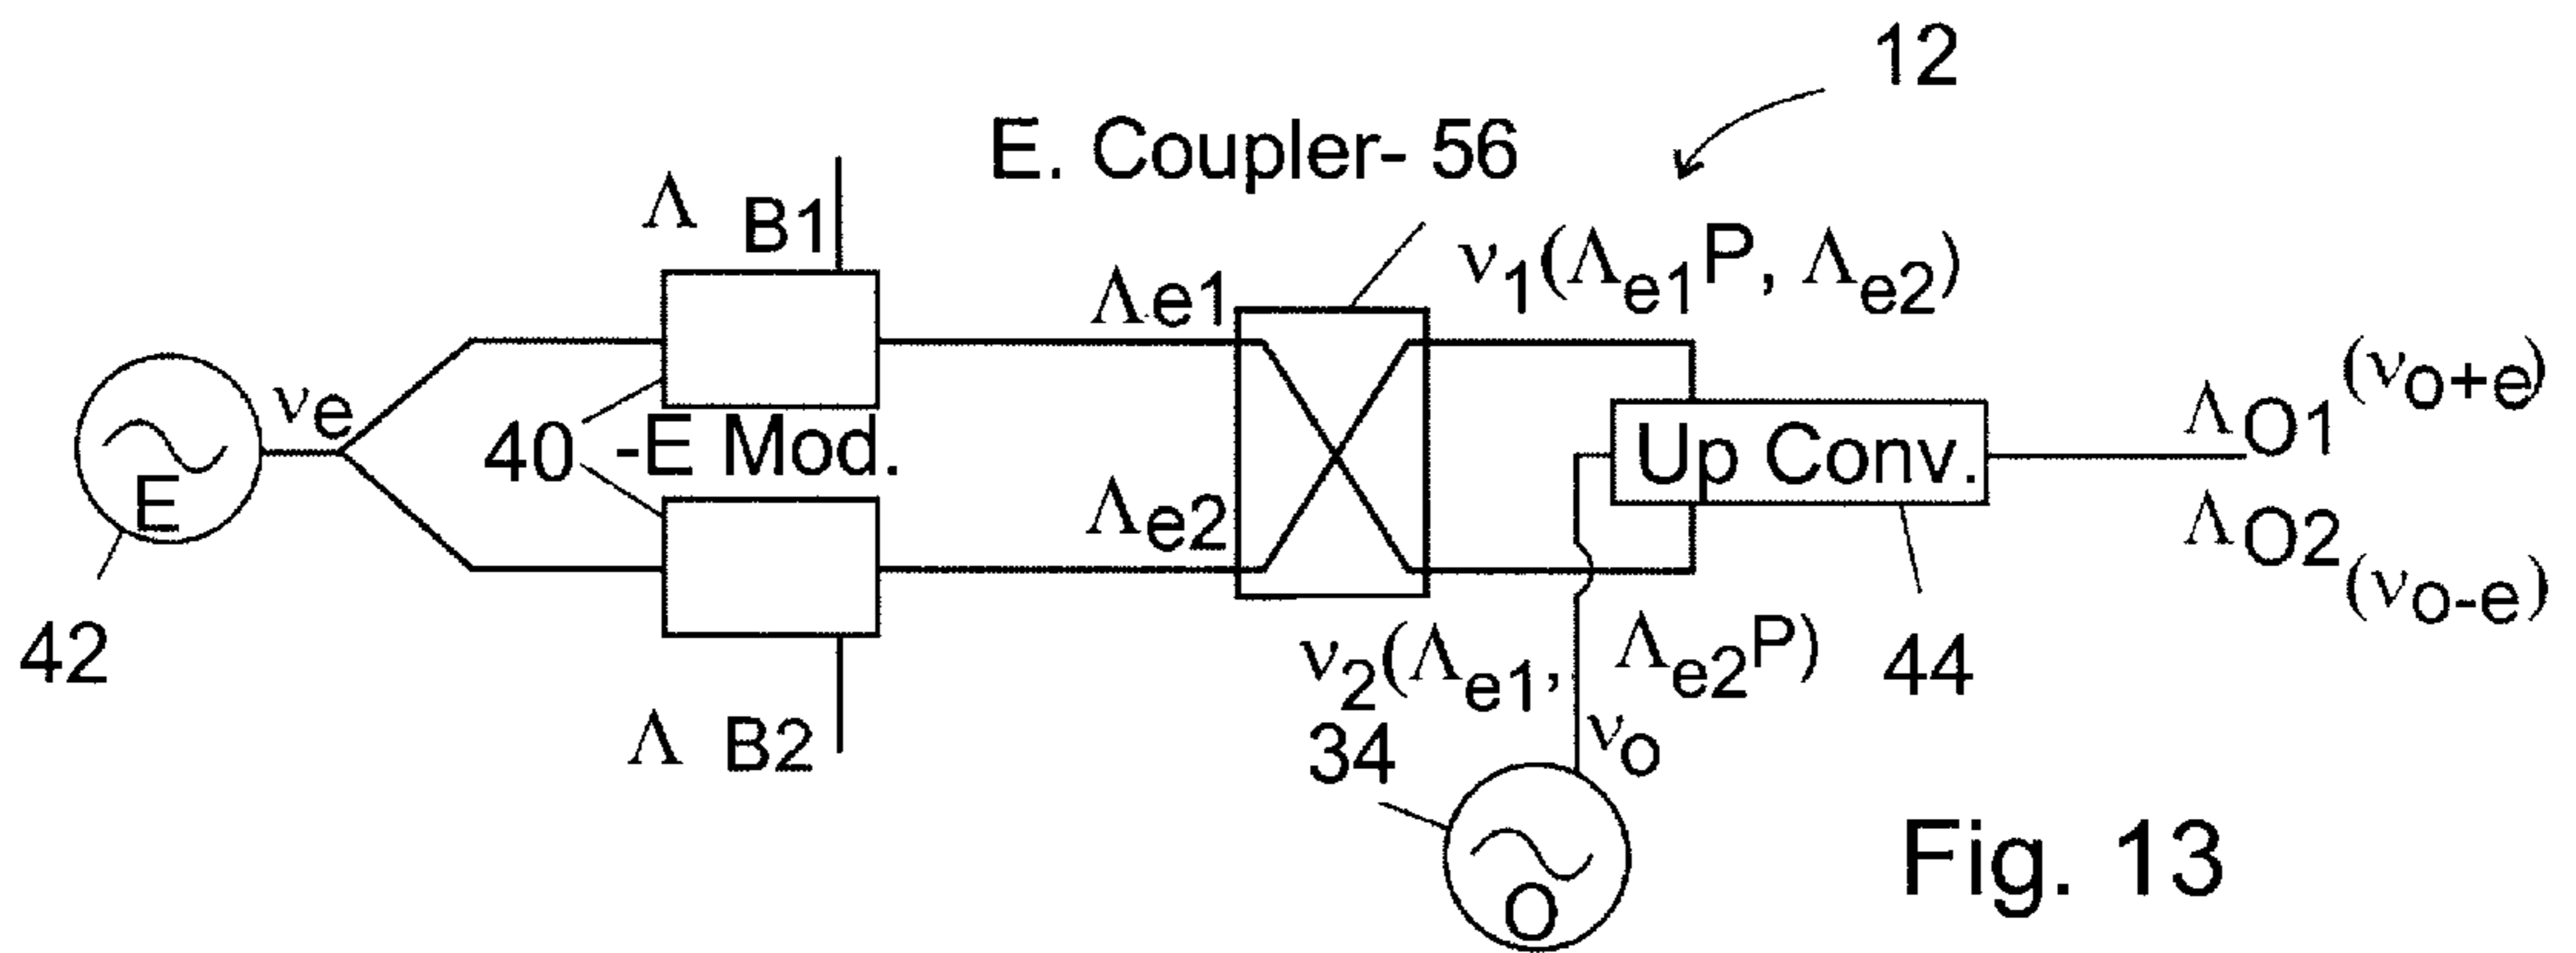 12
E. Coupler- 56
Λ B1
ν1(Λe1P, Λe2)
Λe1
νe
E
42
40 -E Mod.
Λe2
Up Conv.
ΛO1(νo+e)
ΛO2(νo-e)
ν2(Λe1, Λe2P)
44
Λ B2
34
νo
O
Fig. 13